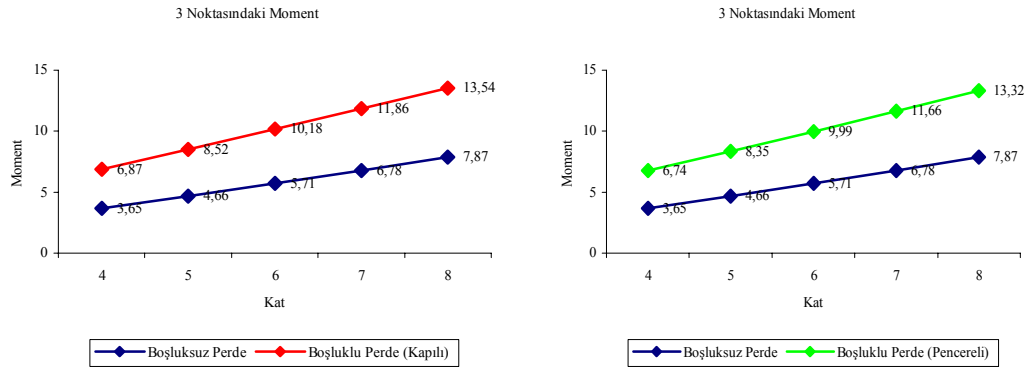 3 Noktasındaki Moment
15
10
5
0
Moment
13,54
11,86
10,18
8,52
6,87
7,87
6,78
5,71
4,66
3,65
4 5 6 7 8
Kat
Boşluksuz Perde Boşluklu Perde (Kapılı)
3 Noktasındaki Moment
15
10
5
0
Moment
13,32
11,66
9,99
8,35
6,74
7,87
6,78
5,71
4,66
3,65
4 5 6 7 8
Kat
Boşluksuz Perde Boşluklu Perde (Pencereli)